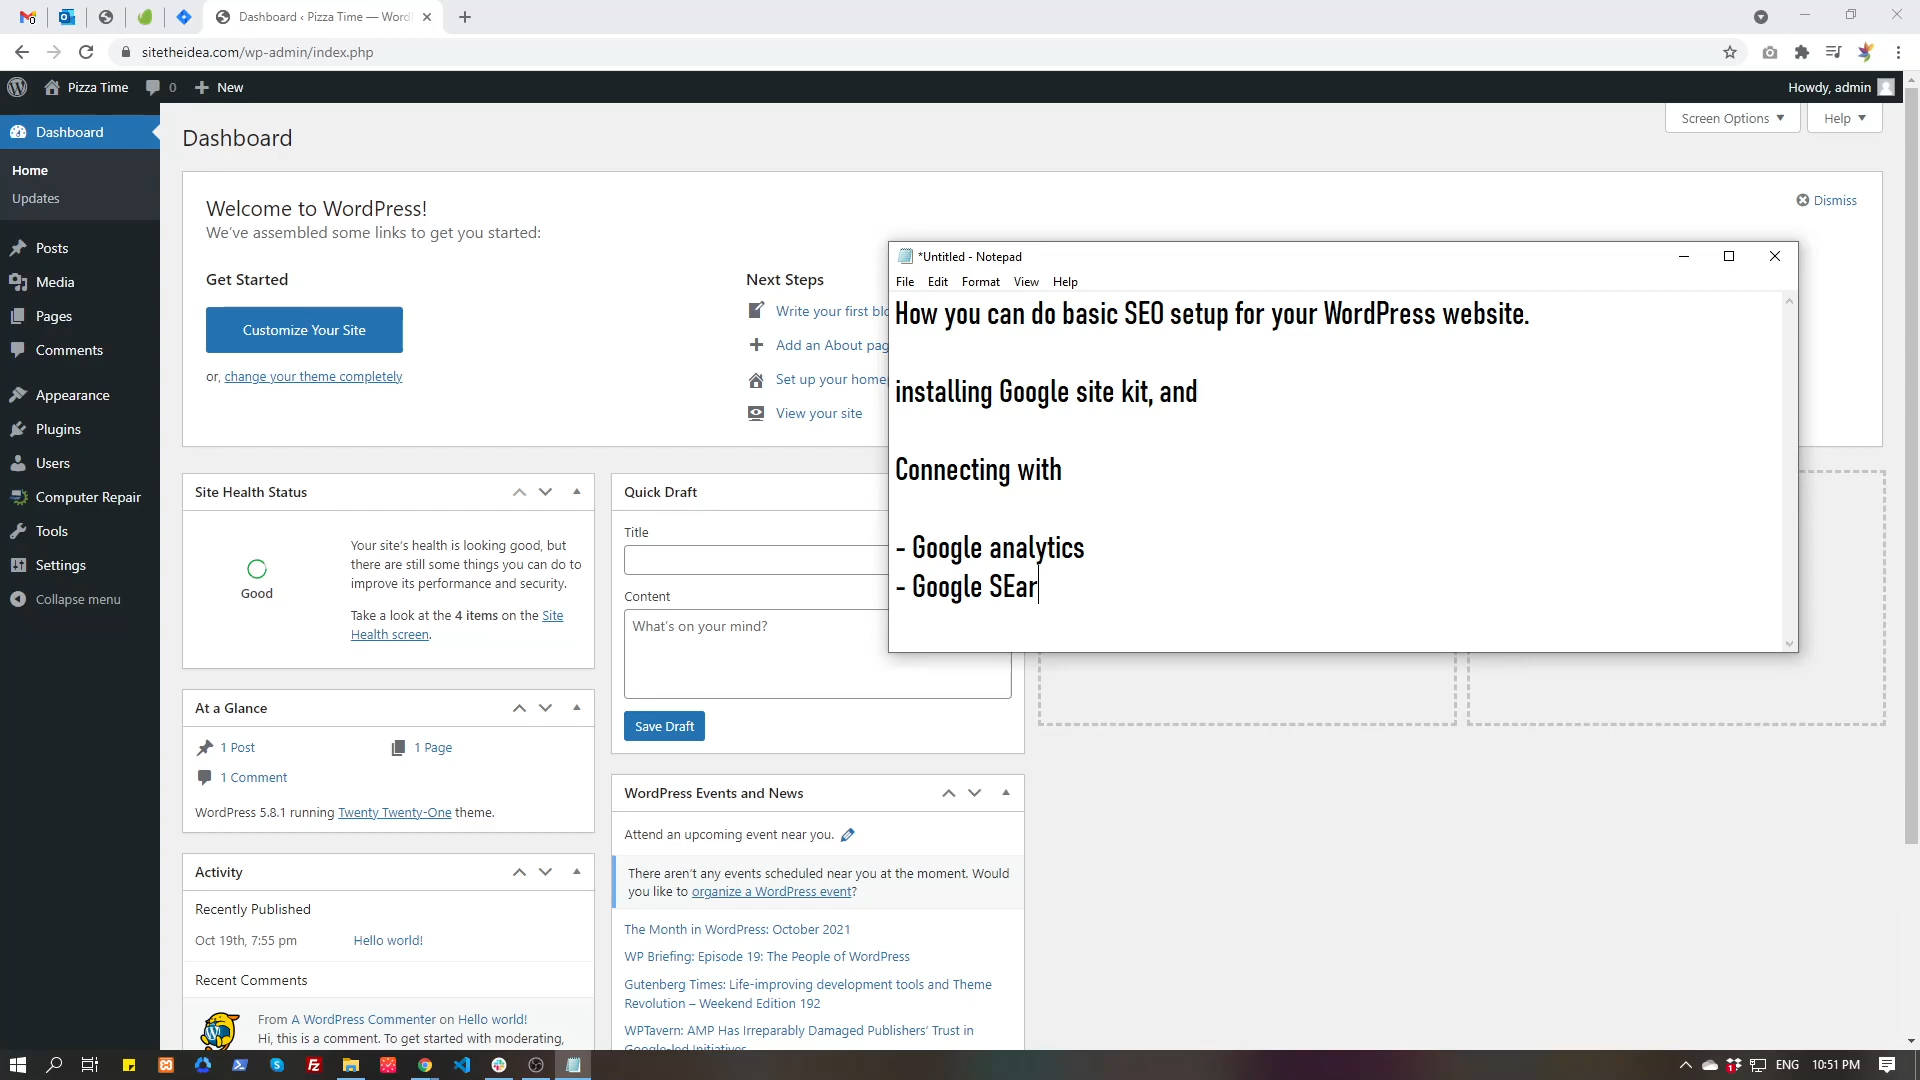 Dashboard ‹ Pizza Time — Word
sitetheidea.com/wp-admin/index.php
Pizza Time
0
New
Howdy, admin
Dashboard
Home
Updates
Posts
Media
Pages
Comments
Appearance
Plugins
Users
Computer Repair
Tools
Settings
Collapse menu
Dashboard
Screen Options
Help
Welcome to WordPress!
We've assembled some links to get you started:
Dismiss
Get Started
Customize Your Site
or, change your theme completely
Next Steps
Write your first blo
Add an About pag
Set up your home
View your site
*Untitled - Notepad
File Edit Format View Help
How you can do basic SEO setup for your WordPress website.
installing Google site kit, and
Connecting with
- Google analytics
- Google SEar
Site Health Status
Good
Your site's health is looking good, but
there are still some things you can do to
improve its performance and security.
Take a look at the 4 items on the Site
Health screen.
At a Glance
1 Post
1 Page
1 Comment
WordPress 5.8.1 running Twenty Twenty-One theme.
Activity
Recently Published
Oct 19th, 7:55 pm
Hello world!
Recent Comments
From A WordPress Commenter on Hello world!
Hi, this is a comment. To get started with moderating,
Quick Draft
Title
Content
What's on your mind?
Save Draft
WordPress Events and News
Attend an upcoming event near you.
There aren't any events scheduled near you at the moment. Would
you like to organize a WordPress event?
The Month in WordPress: October 2021
WP Briefing: Episode 19: The People of WordPress
Gutenberg Times: Life-improving development tools and Theme
Revolution – Weekend Edition 192
WPTavern: AMP Has Irreparably Damaged Publishers' Trust in
Google-led Initiatives
ENG
10:51 PM